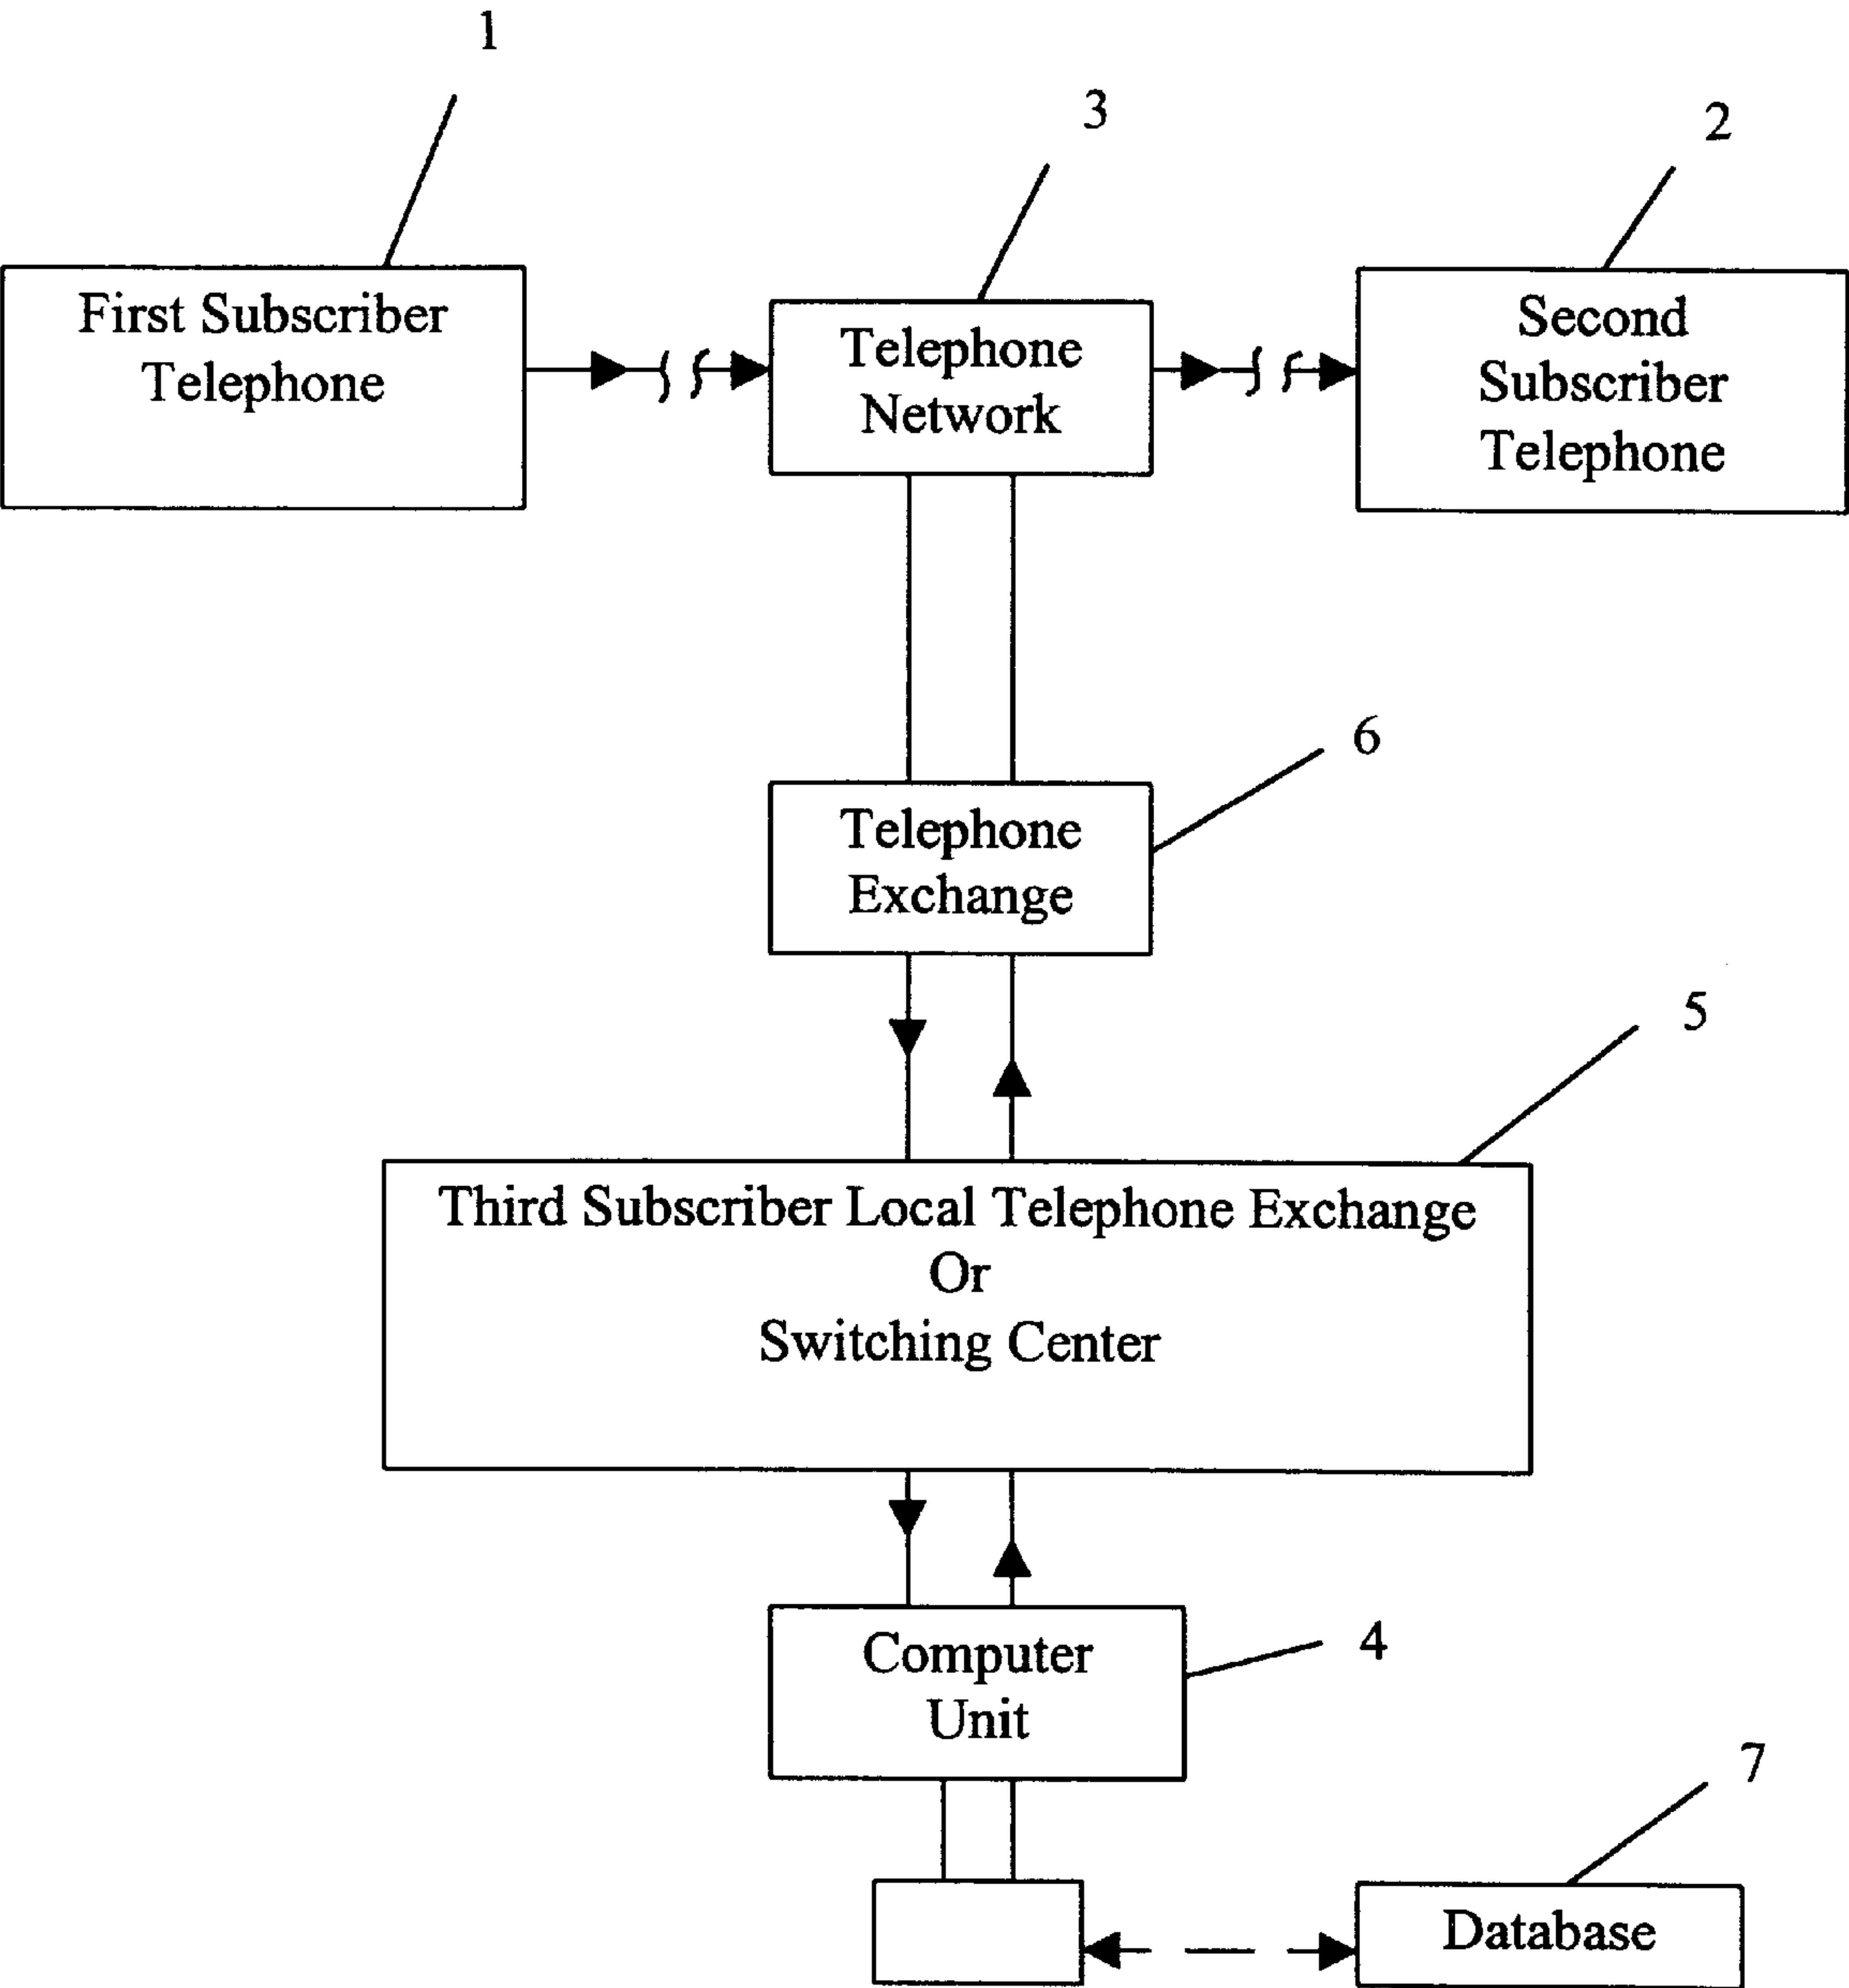 1
3
2
First Subscriber
Telephone
Telephone
Network
Second
Subscriber
Telephone
6
Telephone
Exchange
5
Third Subscriber Local Telephone Exchange
Or
Switching Center
4
Computer
Unit
7
Database